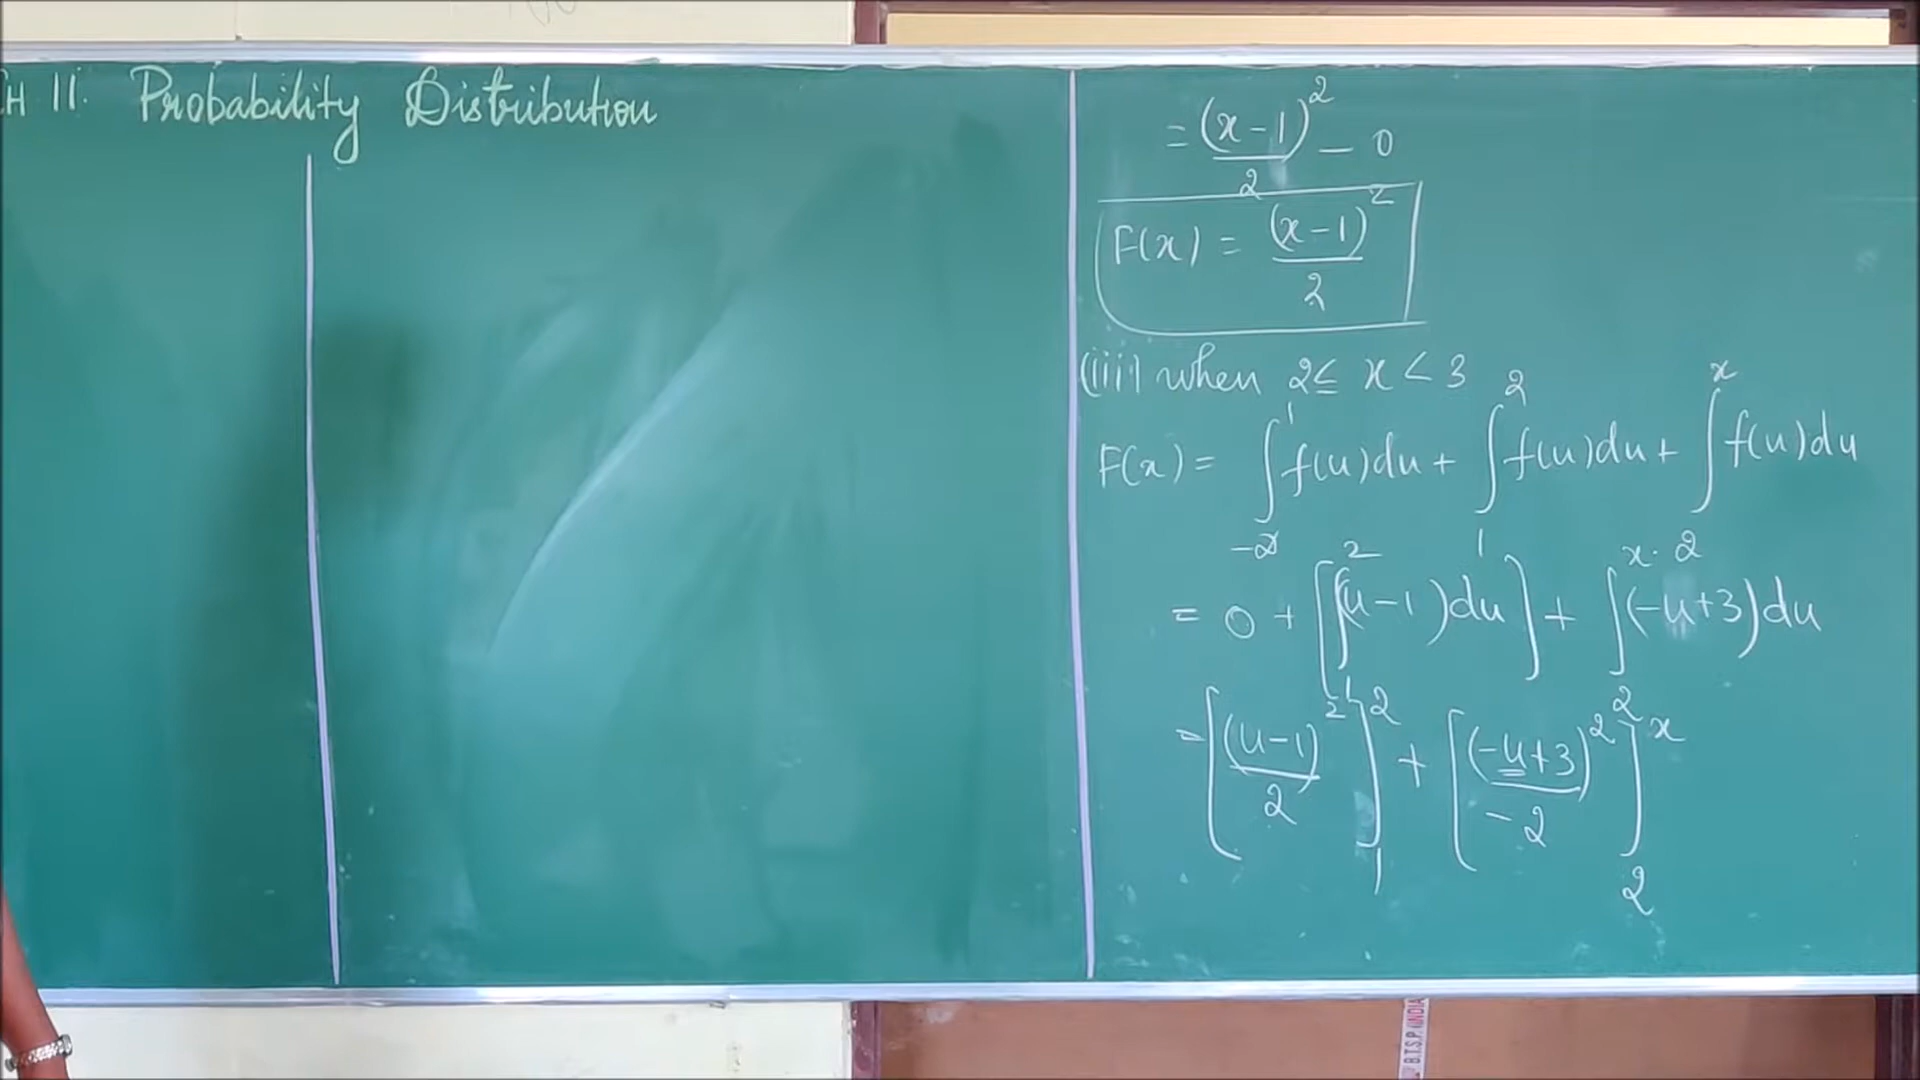 CH 11. Probability Distribution
= (x-1)²/2 - 0
F(x) = (x-1)²/2
(iii) when 2 ≤ x < 3
F(x) = ∫_{-∞}^{1} f(u)du + ∫_{1}^{2} f(u)du + ∫_{2}^{x} f(u)du
= 0 + [∫_{1}^{2} (u-1)du] + ∫_{2}^{x} (-u+3)du
= [(u-1)²/2]_{1}^{2} + [(-u+3)²/-2]_{2}^{x}
B.T.S.P. (INDIA